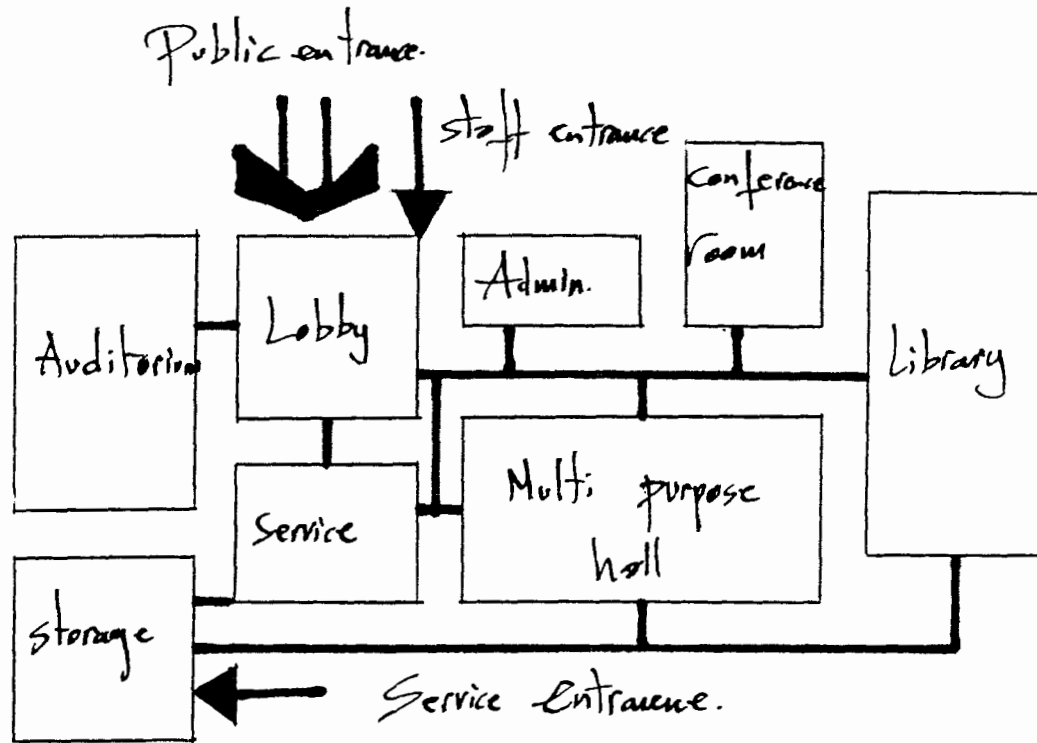 Public entrance.
staff entrance
Conference
room
Admin.
Lobby
Auditorium
Library
Multi purpose
hall
Service
Storage
Service Entrance.